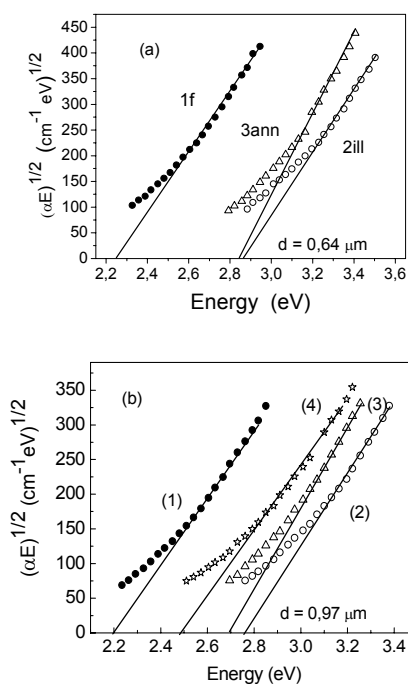 (a)
450
400
350
300
250
200
150
100
50
0
(αE)^1/2 (cm^-1 eV)^1/2
1f
3ann
2ill
d = 0,64 μm
2,2 2,4 2,6 2,8 3,0 3,2 3,4 3,6
Energy (eV)
(b)
350
300
250
200
150
100
50
0
(αE)^1/2 (cm^-1 eV)^1/2
(4)
(3)
(1)
(2)
d = 0,97 μm
2.2 2.4 2.6 2.8 3.0 3.2 3.4
Energy (eV)